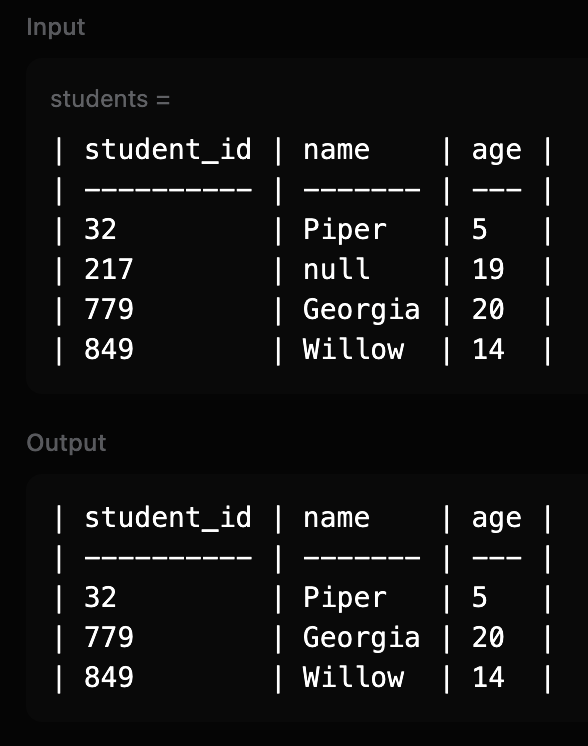 Input
students =
| student_id | name    | age |
| ---------- | ------- | --- |
| 32         | Piper   | 5   |
| 217        | null    | 19  |
| 779        | Georgia | 20  |
| 849        | Willow  | 14  |
Output
| student_id | name    | age |
| ---------- | ------- | --- |
| 32         | Piper   | 5   |
| 779        | Georgia | 20  |
| 849        | Willow  | 14  |